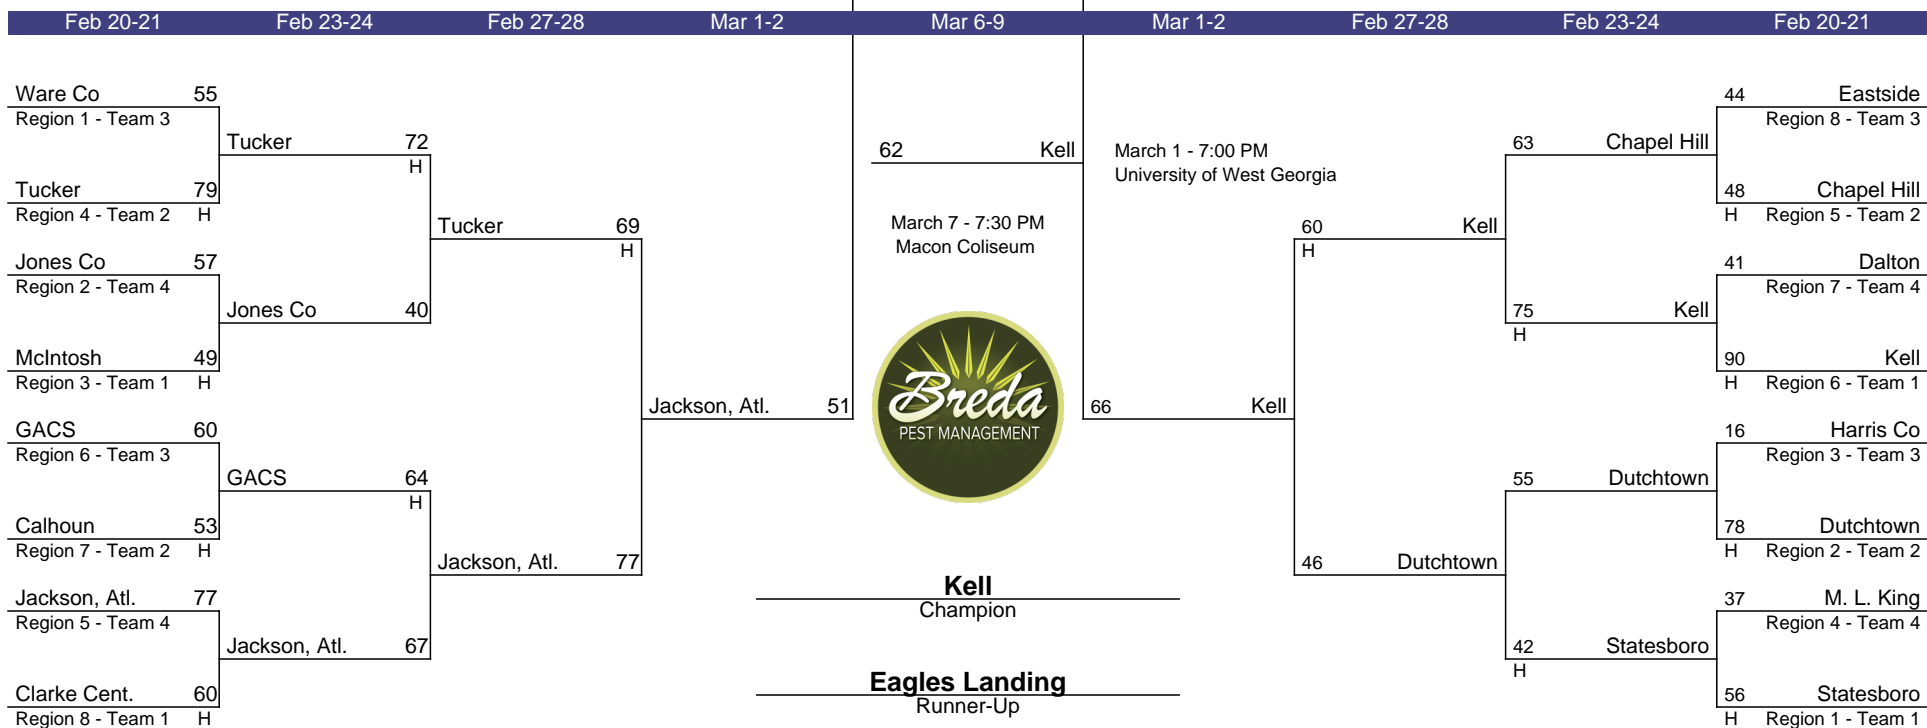 Feb 20-21 Feb 23-24 Feb 27-28 Mar 1-2 Mar 6-9 Mar 1-2 Feb 27-28 Feb 23-24 Feb 20-21
Ware Co 55
Region 1 - Team 3
Tucker 72
H
Tucker 79
Region 4 - Team 2 H
Tucker 69
H
Jones Co 57
Region 2 - Team 4
Jones Co 40
McIntosh 49
Region 3 - Team 1 H
Jackson, Atl. 51
GACS 60
Region 6 - Team 3
GACS 64
H
Calhoun 53
Region 7 - Team 2 H
Jackson, Atl. 77
Jackson, Atl. 77
Region 5 - Team 4
Jackson, Atl. 67
Clarke Cent. 60
Region 8 - Team 1 H
62 Kell
March 7 - 7:30 PM
Macon Coliseum
Breda
PEST MANAGEMENT
Kell
Champion
Eagles Landing
Runner-Up
March 1 - 7:00 PM
University of West Georgia
66 Kell
60 Kell
H
46 Dutchtown
63 Chapel Hill
75 Kell
H
55 Dutchtown
42 Statesboro
H
44 Eastside
Region 8 - Team 3
48 Chapel Hill
H Region 5 - Team 2
41 Dalton
Region 7 - Team 4
90 Kell
H Region 6 - Team 1
16 Harris Co
Region 3 - Team 3
78 Dutchtown
H Region 2 - Team 2
37 M. L. King
Region 4 - Team 4
56 Statesboro
H Region 1 - Team 1